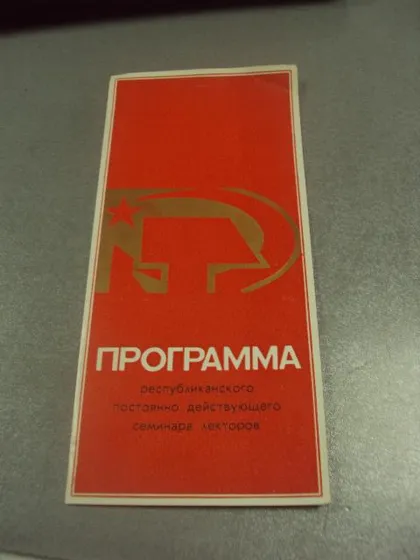 ПРОГРАММА
республиканского
постоянно действующего
семинара лекторов